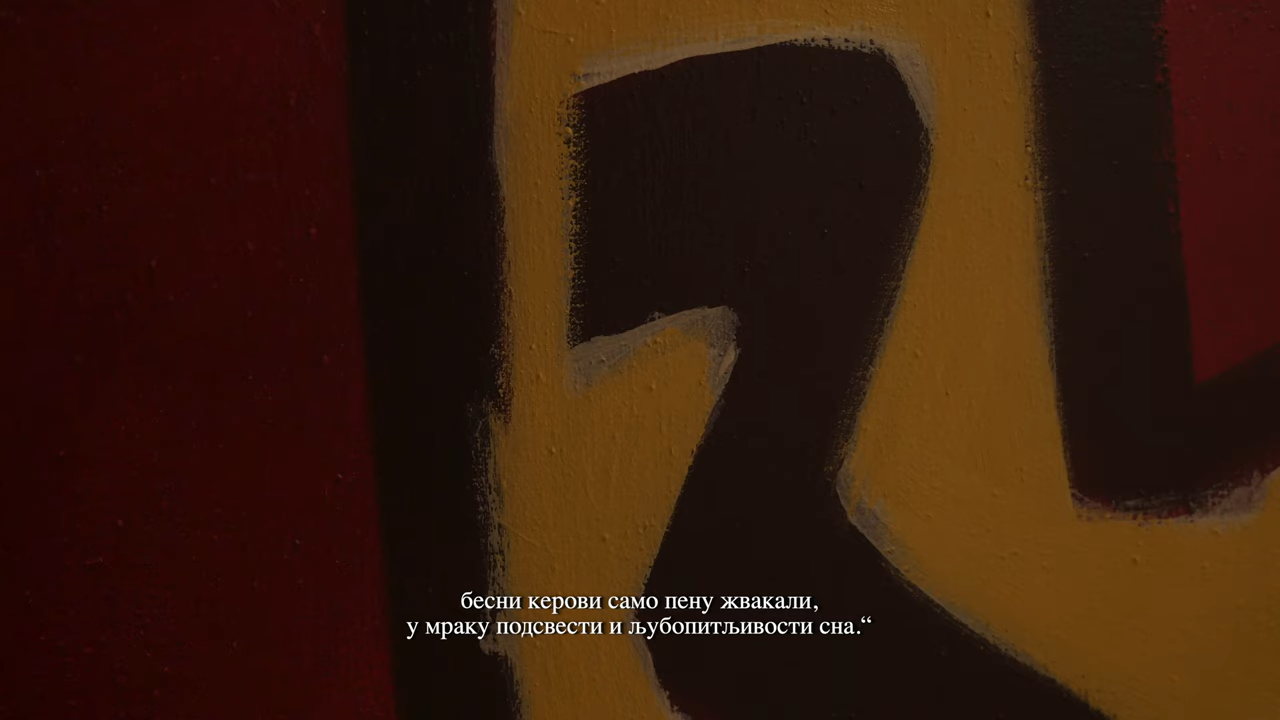 бесни керови само пену жвакали,
у мраку подсвести и љубопитљивости сна.“